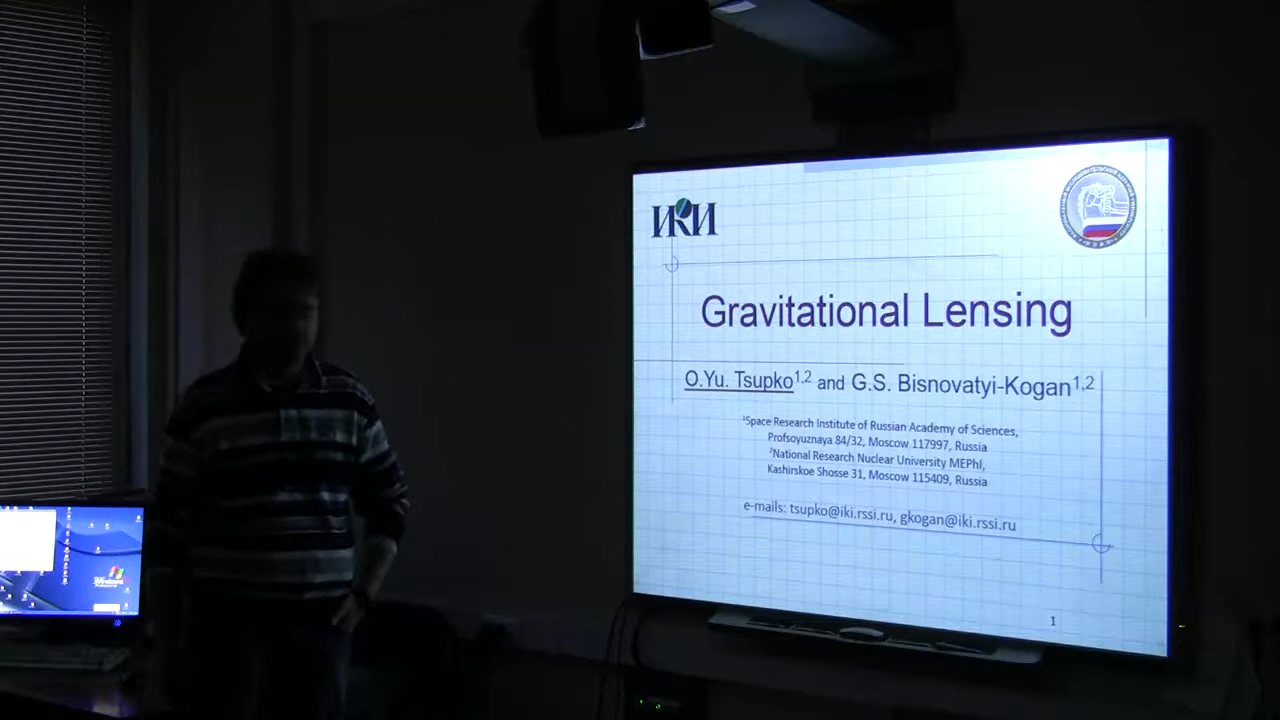 ИКИ
Gravitational Lensing
O.Yu. Tsupko1,2 and G.S. Bisnovatyi-Kogan1,2
1Space Research Institute of Russian Academy of Sciences,
Profsoyuznaya 84/32, Moscow 117997, Russia
2National Research Nuclear University MEPhI,
Kashirskoe Shosse 31, Moscow 115409, Russia
e-mails: tsupko@iki.rssi.ru, gkogan@iki.rssi.ru
1
Windows